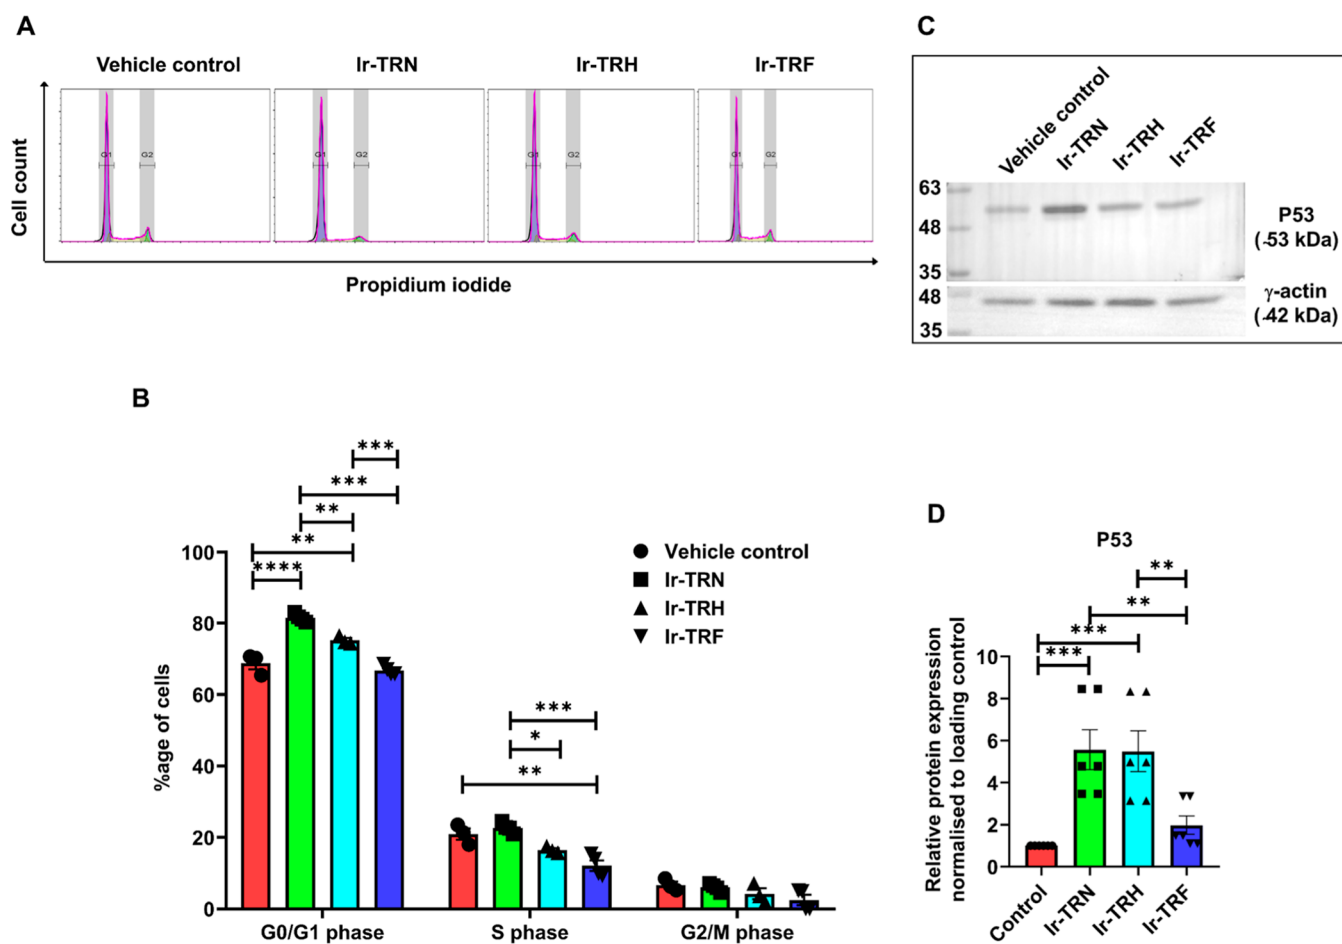 A
Vehicle control
Ir-TRN
Ir-TRH
Ir-TRF
Cell count
G1
G2
G1
G2
G1
G2
G1
G2
Propidium iodide
C
Vehicle control
Ir-TRN
Ir-TRH
Ir-TRF
63
48
35
48
35
P53
(-53 kDa)
γ-actin
(-42 kDa)
B
***
***
**
**
****
***
*
**
%age of cells
100
80
60
40
20
0
G0/G1 phase
S phase
G2/M phase
Vehicle control
Ir-TRN
Ir-TRH
Ir-TRF
D
P53
**
**
***
***
Relative protein expression
normalised to loading control
10
8
6
4
2
0
Control
Ir-TRN
Ir-TRH
Ir-TRF